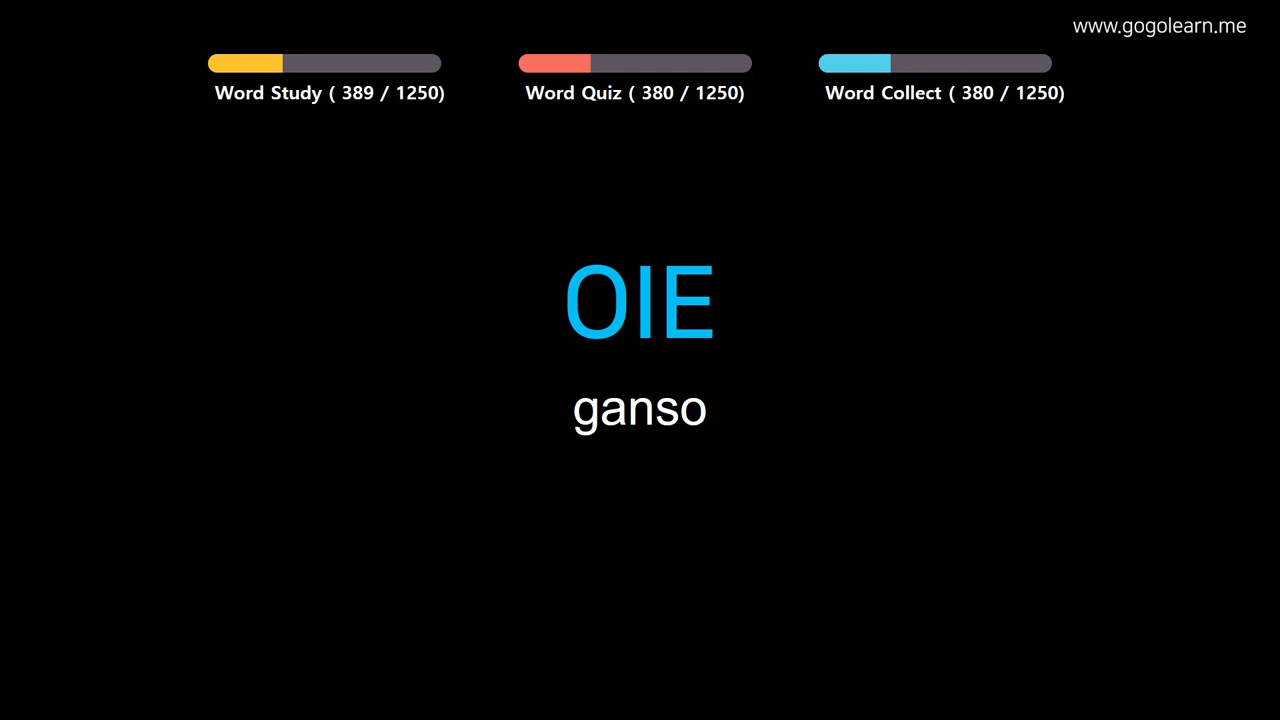 www.gogolearn.me
Word Study ( 389 / 1250)
Word Quiz ( 380 / 1250)
Word Collect ( 380 / 1250)
OIE
ganso